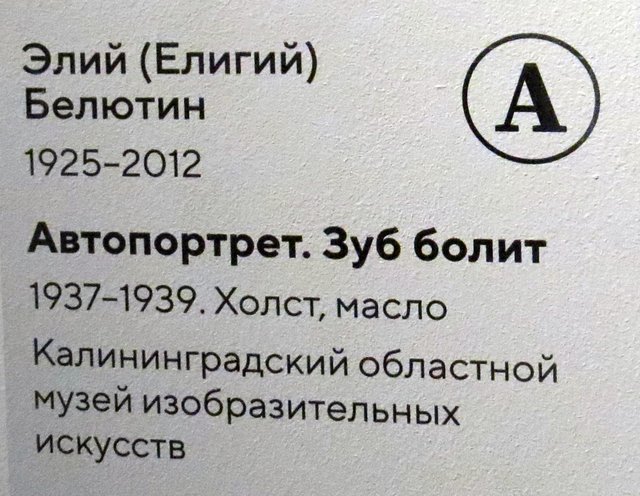 Элий (Елигий)
Белютин
А
1925–2012
Автопортрет. Зуб болит
1937–1939. Холст, масло
Калининградский областной
музей изобразительных
искусств